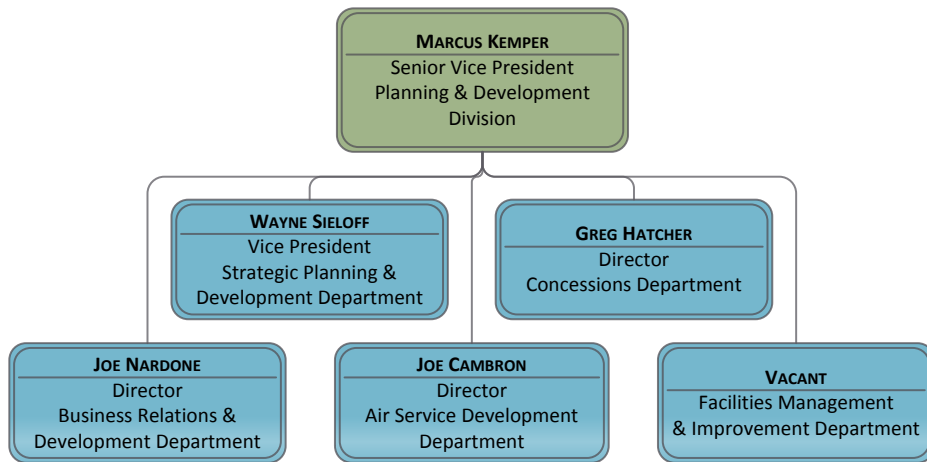 MARCUS KEMPER
Senior Vice President
Planning & Development
Division
WAYNE SIELOFF
Vice President
Strategic Planning &
Development Department
GREG HATCHER
Director
Concessions Department
JOE NARDONE
Director
Business Relations &
Development Department
JOE CAMBRON
Director
Air Service Development
Department
VACANT
Facilities Management
& Improvement Department